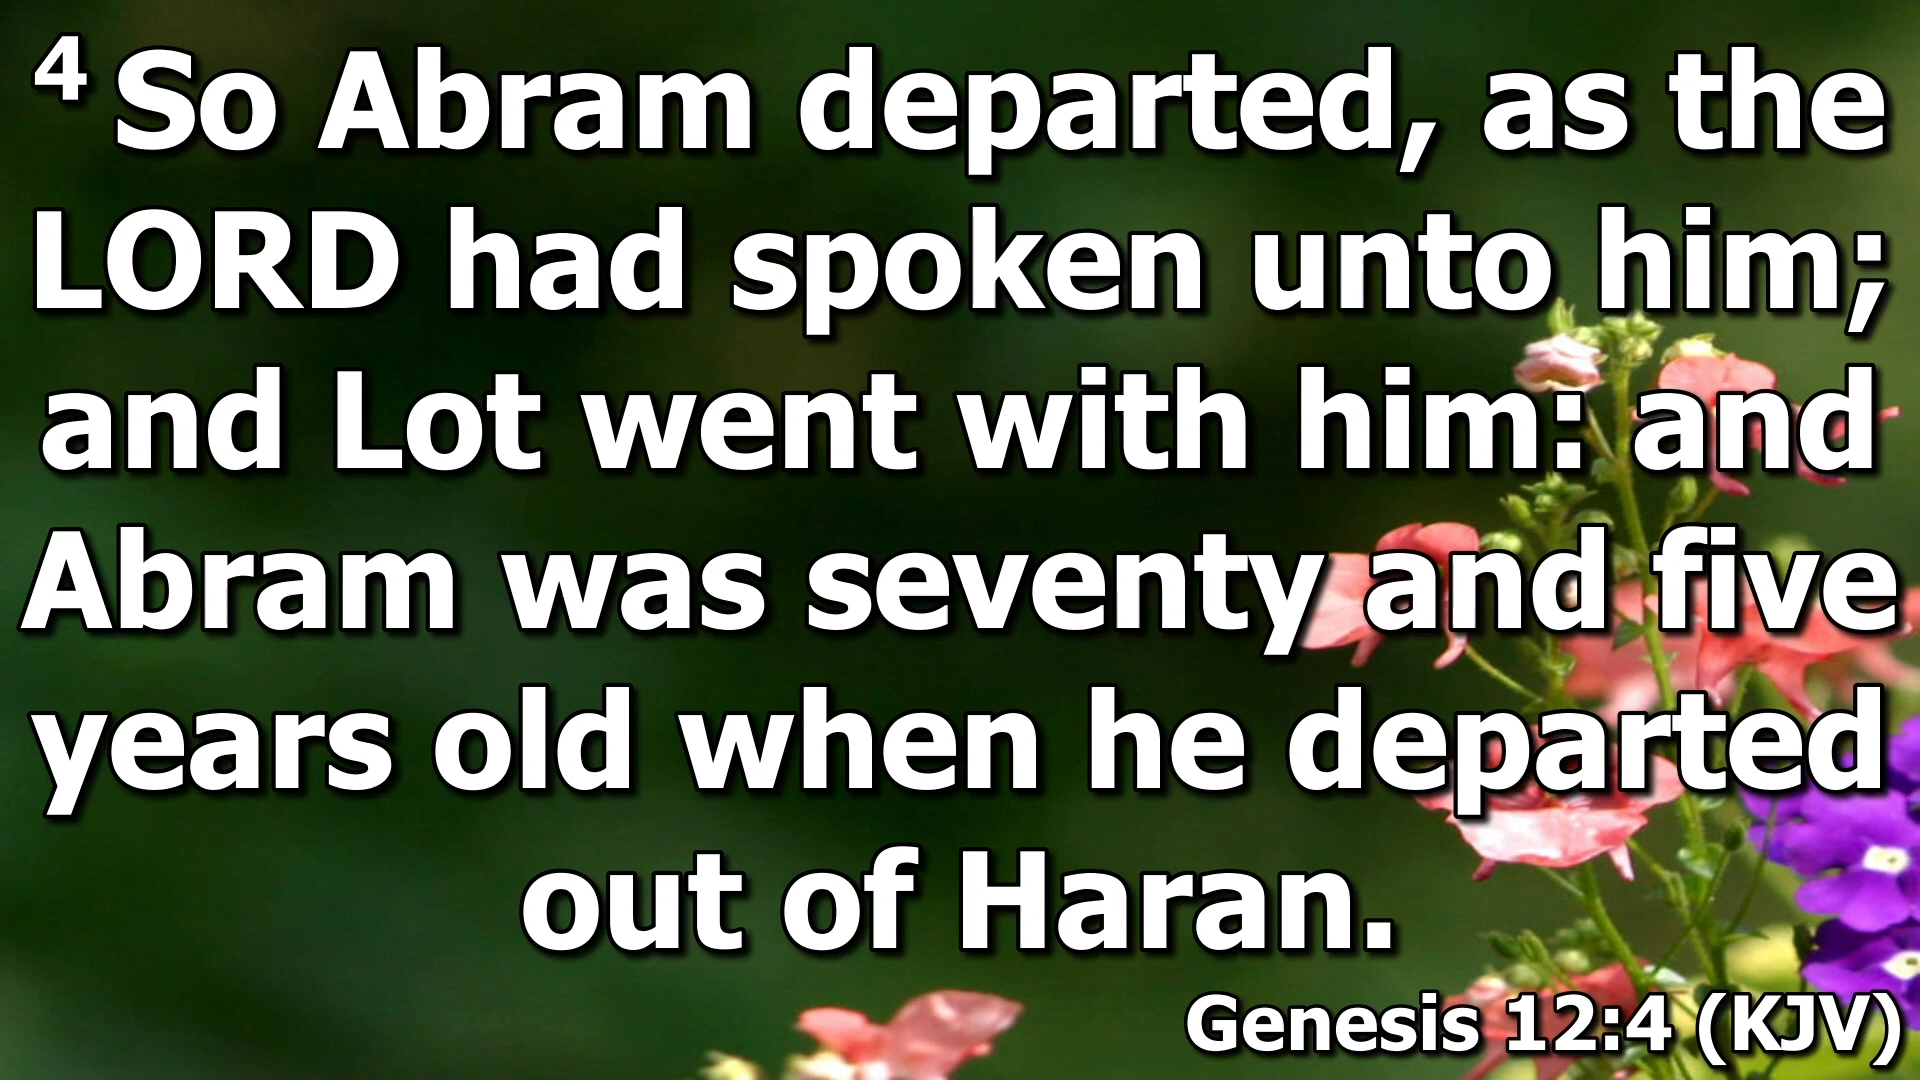 4 So Abram departed, as the
LORD had spoken unto him;
and Lot went with him: and
Abram was seventy and five
years old when he departed
out of Haran.
Genesis 12:4 (KJV)